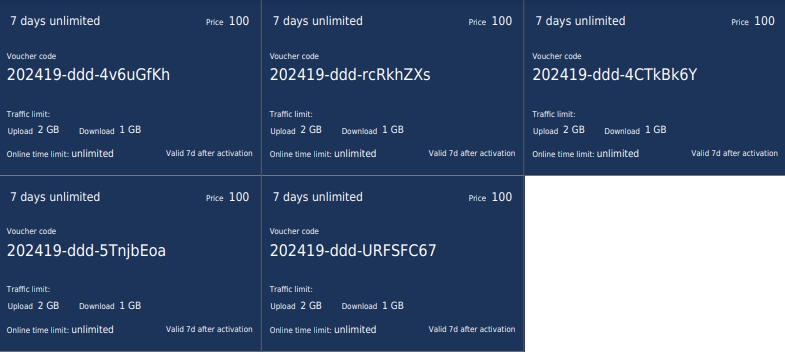 7 days unlimited Price 100
Voucher code
202419-ddd-4v6uGfKh
Traffic limit:
Upload 2 GB Download 1 GB
Online time limit: unlimited Valid 7d after activation
7 days unlimited Price 100
Voucher code
202419-ddd-rcRkhZXs
Traffic limit:
Upload 2 GB Download 1 GB
Online time limit: unlimited Valid 7d after activation
7 days unlimited Price 100
Voucher code
202419-ddd-4CTkBk6Y
Traffic limit:
Upload 2 GB Download 1 GB
Online time limit: unlimited Valid 7d after activation
7 days unlimited Price 100
Voucher code
202419-ddd-5TnjbEoa
Traffic limit:
Upload 2 GB Download 1 GB
Online time limit: unlimited Valid 7d after activation
7 days unlimited Price 100
Voucher code
202419-ddd-URFSFC67
Traffic limit:
Upload 2 GB Download 1 GB
Online time limit: unlimited Valid 7d after activation